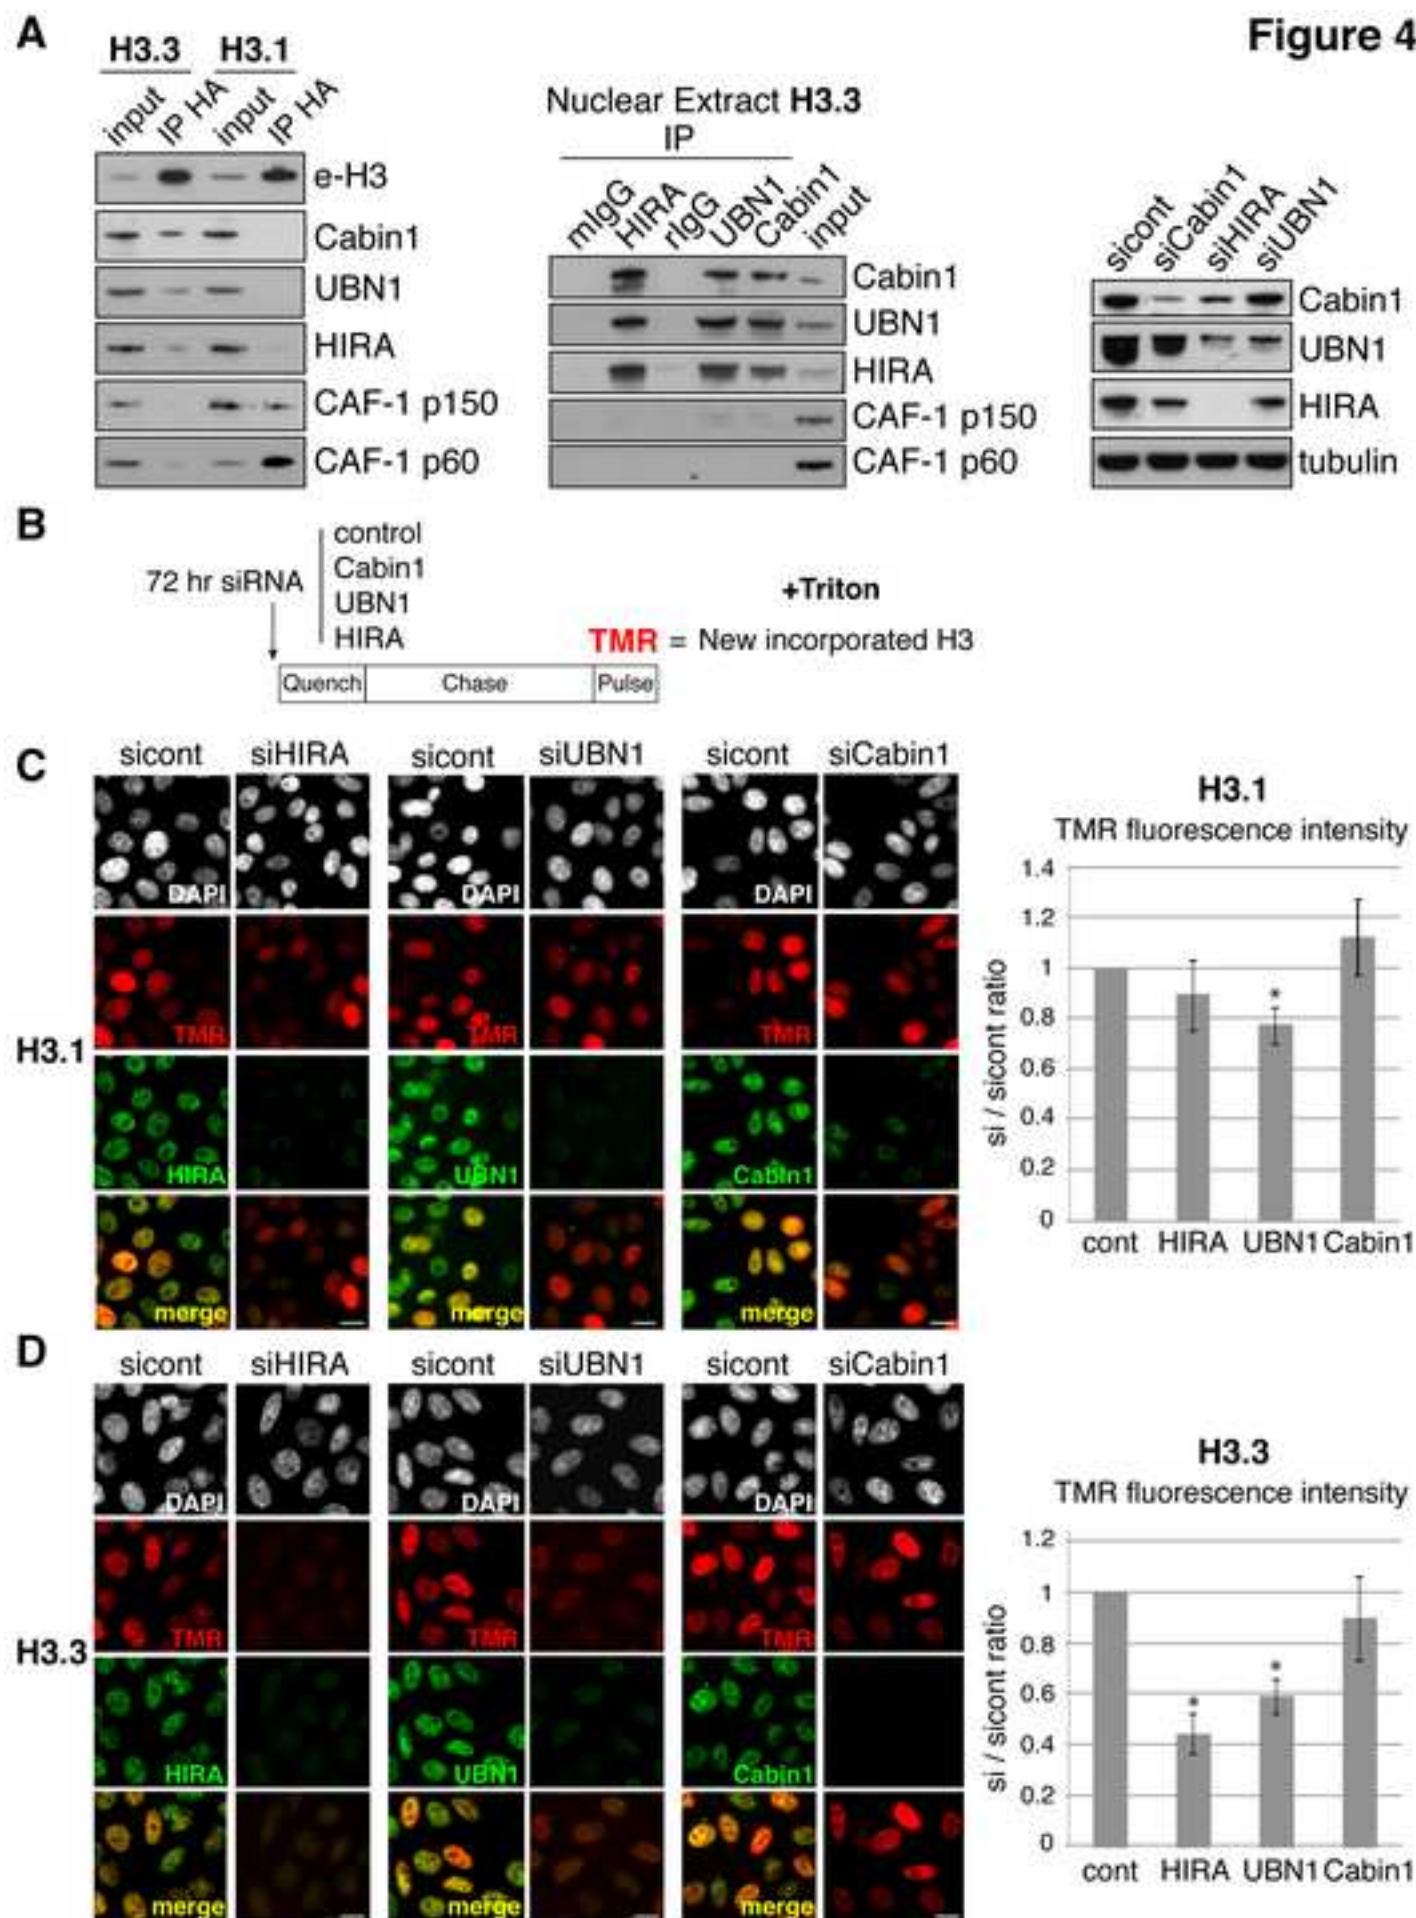 Figure 4
A
H3.3 H3.1
input IP HA input IP HA
e-H3
Cabin1
UBN1
HIRA
CAF-1 p150
CAF-1 p60
Nuclear Extract H3.3
IP
mIgG HIRA rIgG UBN1 Cabin1 input
Cabin1
UBN1
HIRA
CAF-1 p150
CAF-1 p60
sicont siCabin1 siHIRA siUBN1
Cabin1
UBN1
HIRA
tubulin
B
72 hr siRNA
control
Cabin1
UBN1
HIRA
+Triton
TMR = New incorporated H3
Quench Chase Pulse
C
sicont siHIRA sicont siUBN1 sicont siCabin1
DAPI DAPI DAPI
TMR TMR TMR
H3.1
HIRA UBN1 Cabin1
merge merge merge
H3.1
TMR fluorescence intensity
si / sicont ratio
1.4
1.2
1
0.8
0.6
0.4
0.2
0
*
cont HIRA UBN1 Cabin1
D
sicont siHIRA sicont siUBN1 sicont siCabin1
DAPI DAPI DAPI
TMR TMR TMR
H3.3
HIRA UBN1 Cabin1
merge merge merge
H3.3
TMR fluorescence intensity
si / sicont ratio
1.2
1
0.8
0.6
0.4
0.2
0
* *
cont HIRA UBN1 Cabin1